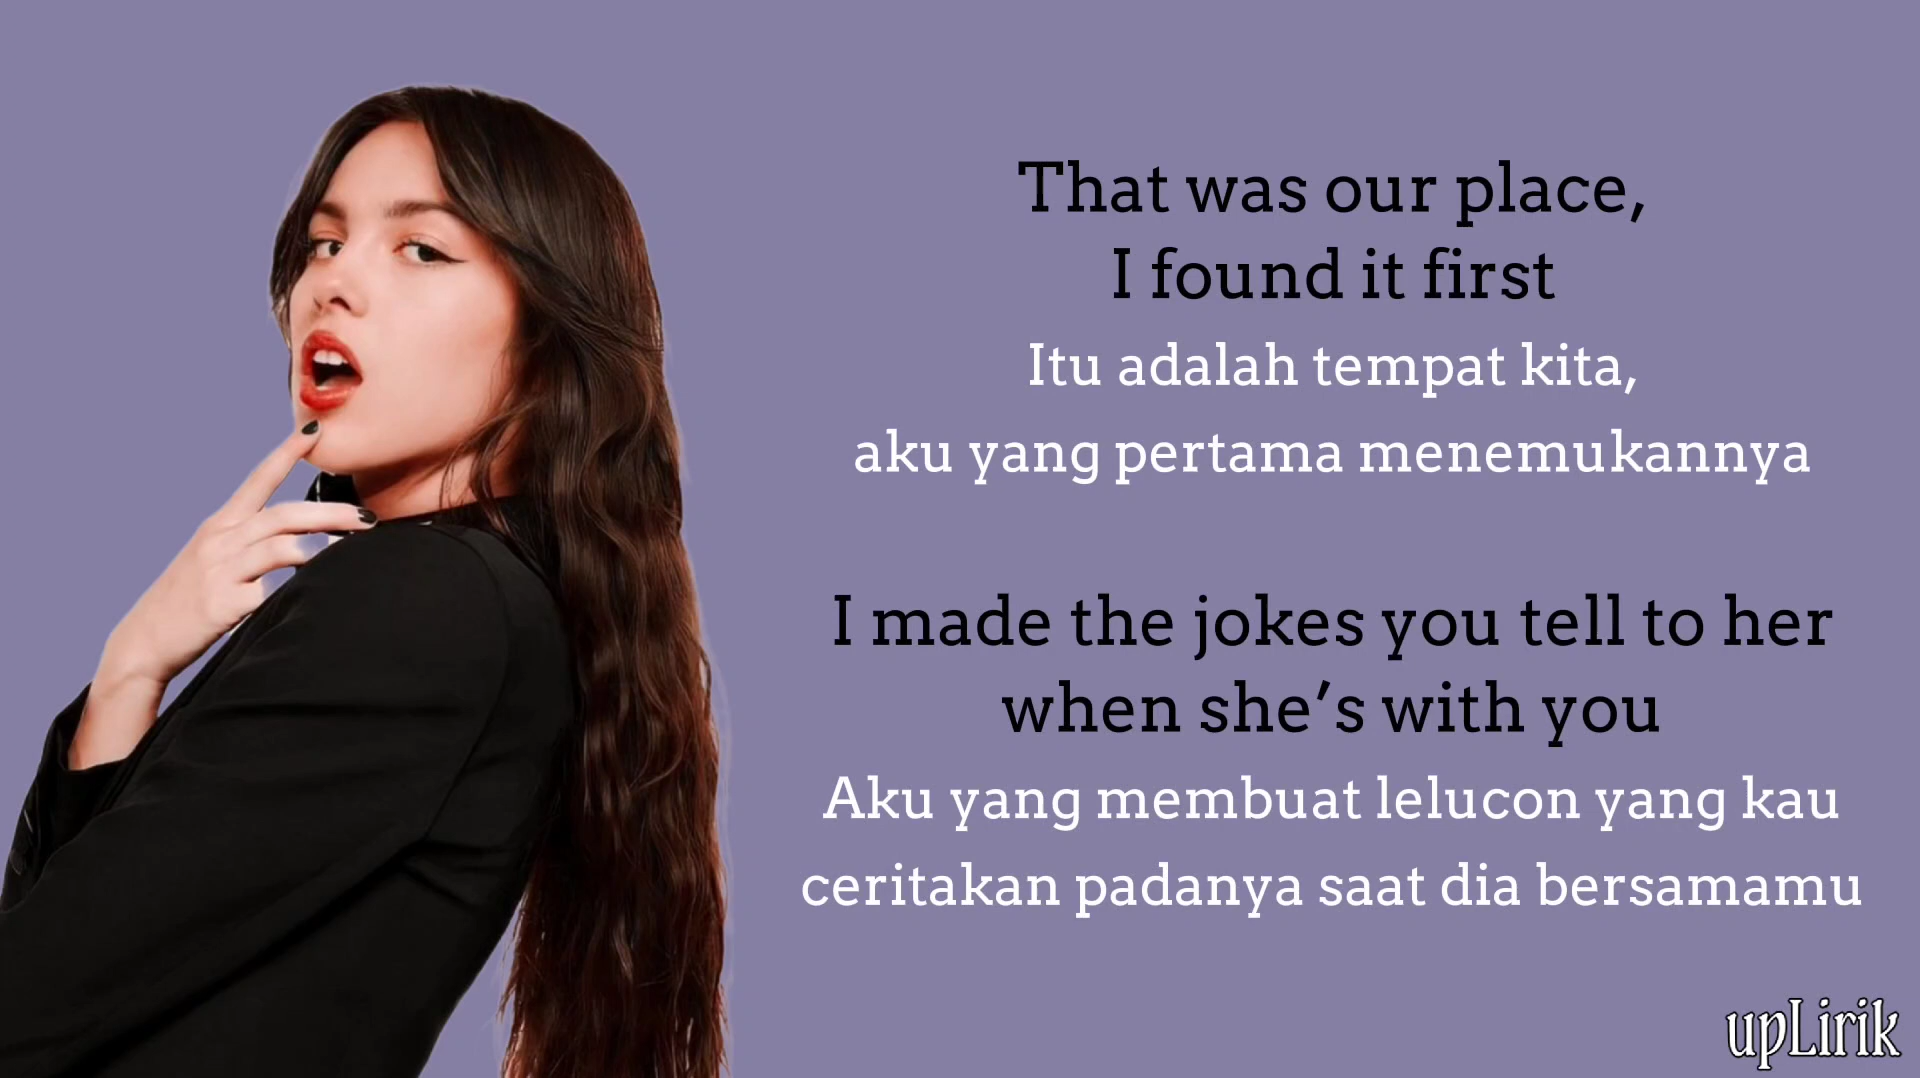 That was our place,
I found it first
Itu adalah tempat kita,
aku yang pertama menemukannya
I made the jokes you tell to her
when she’s with you
Aku yang membuat lelucon yang kau
ceritakan padanya saat dia bersamamu
upLirik